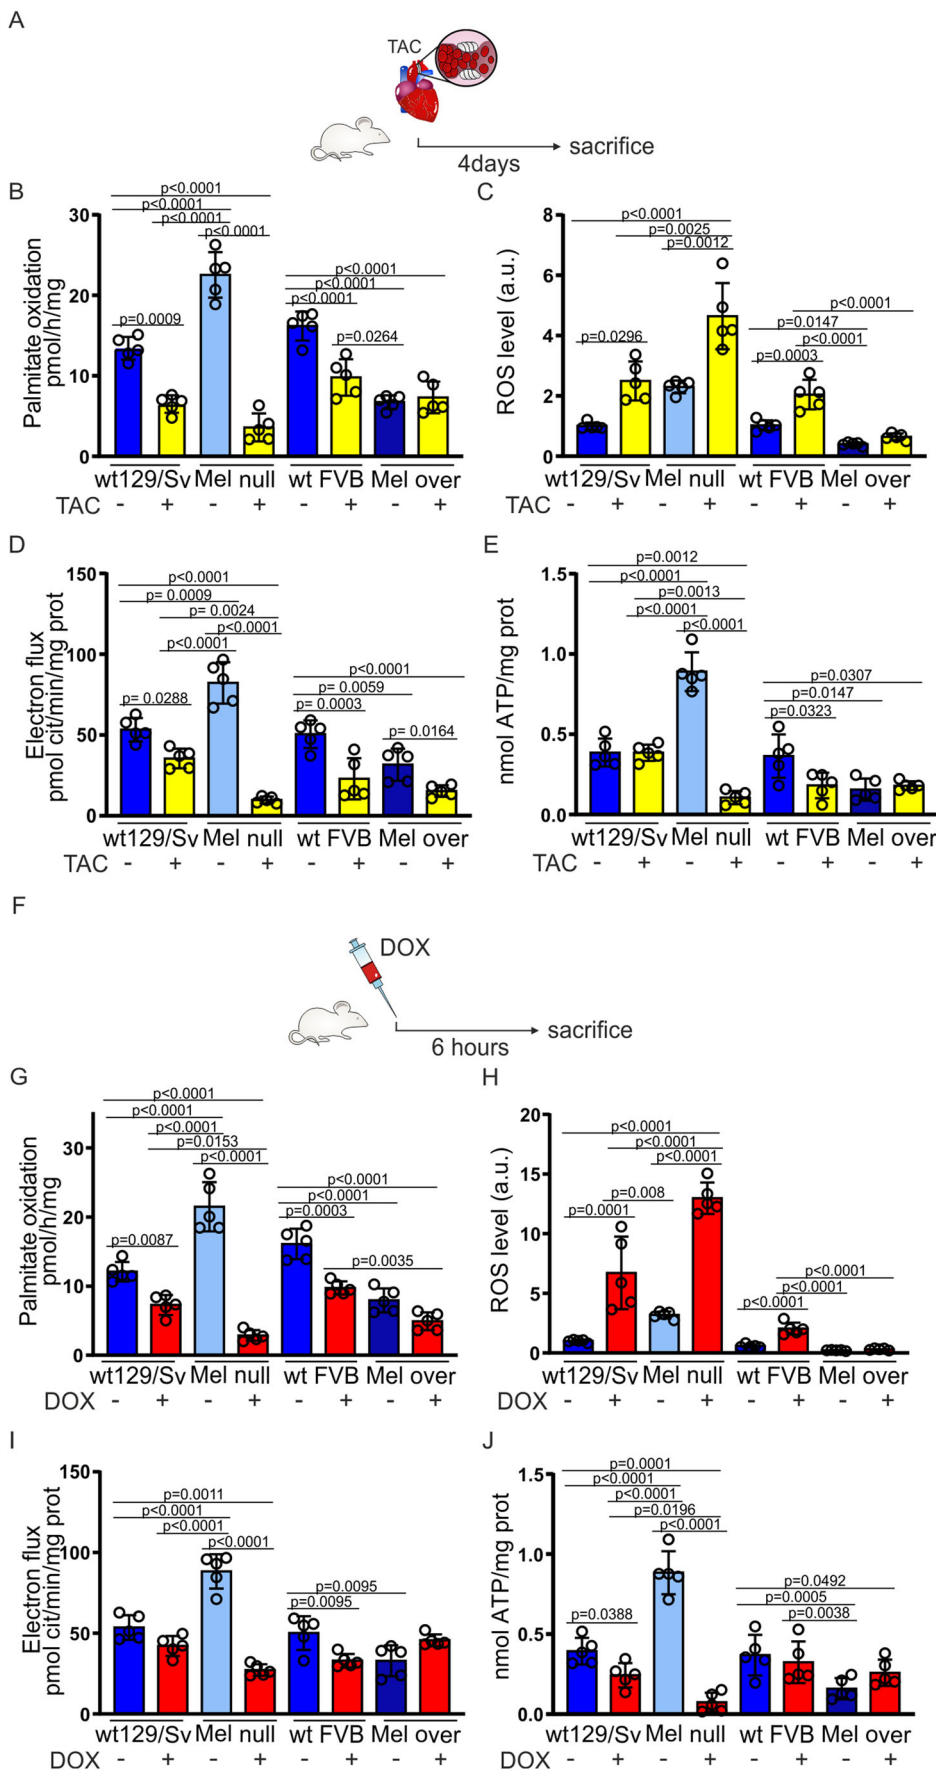 A
TAC
4days
sacrifice
B
p<0.0001
p<0.0001
p<0.0001
p<0.0001
p=0.0009
p<0.0001
p<0.0001
p<0.0001
p=0.0264
Palmitate oxidation
pmol/h/mg
30
20
10
0
wt129/Sv Mel null wt FVB Mel over
TAC - + - + - + - +
C
p<0.0001
p=0.0025
p=0.0012
p=0.0296
p<0.0001
p=0.0147
p<0.0001
p=0.0003
ROS level (a.u.)
8
6
4
2
0
wt129/Sv Mel null wt FVB Mel over
TAC - + - + - + - +
D
p<0.0001
p= 0.0009
p= 0.0024
p<0.0001
p<0.0001
p= 0.0288
p<0.0001
p= 0.0059
p= 0.0003
p= 0.0164
Electron flux
pmol cit/min/mg prot
150
100
50
0
wt129/Sv Mel null wt FVB Mel over
TAC - + - + - + - +
E
p=0.0012
p<0.0001
p=0.0013
p<0.0001
p<0.0001
p=0.0307
p=0.0147
p=0.0323
nmol ATP/mg prot
1.5
1.0
0.5
0.0
wt129/Sv Mel null wt FVB Mel over
TAC - + - + - + - +
F
DOX
6 hours
sacrifice
G
p<0.0001
p<0.0001
p<0.0001
p=0.0153
p<0.0001
p=0.0087
p<0.0001
p<0.0001
p=0.0003
p=0.0035
Palmitate oxidation
pmol/h/mg
30
20
10
0
wt129/Sv Mel null wt FVB Mel over
DOX - + - + - + - +
H
p<0.0001
p<0.0001
p<0.0001
p=0.008
p=0.0001
p<0.0001
p<0.0001
p<0.0001
ROS level (a.u.)
20
15
10
5
0
wt129/Sv Mel null wt FVB Mel over
DOX - + - + - + - +
I
p=0.0011
p<0.0001
p<0.0001
p<0.0001
p=0.0095
p=0.0095
Electron flux
pmol cit/min/mg prot
150
100
50
0
wt129/Sv Mel null wt FVB Mel over
DOX - + - + - + - +
J
p=0.0001
p<0.0001
p<0.0001
p=0.0196
p<0.0001
p=0.0388
p=0.0492
p=0.0005
p=0.0038
nmol ATP/mg prot
1.5
1.0
0.5
0.0
wt129/Sv Mel null wt FVB Mel over
DOX - + - + - + - +